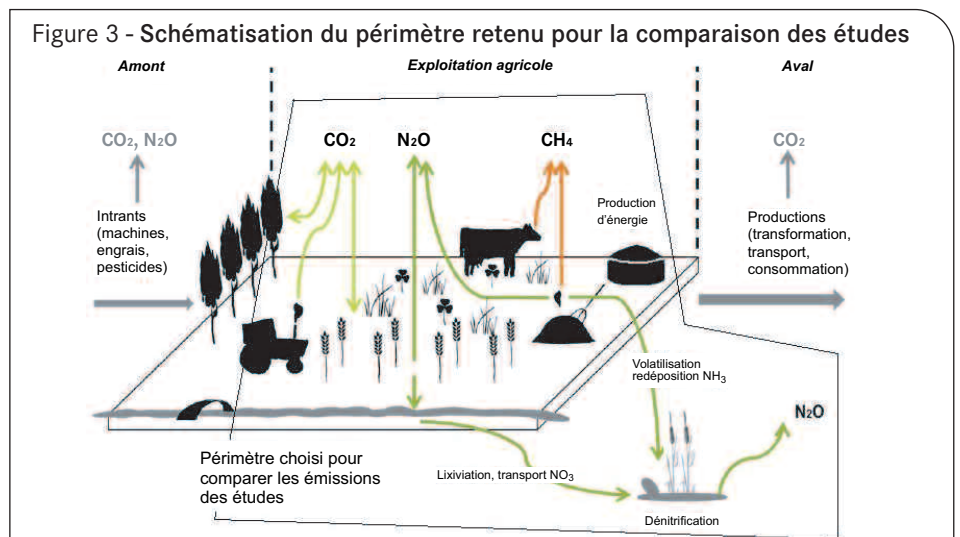 Figure 3 - Schématisation du périmètre retenu pour la comparaison des études
Amont
Exploitation agricole
Aval
CO₂, N₂O
CO₂
N₂O
CH₄
CO₂
Intrants
(machines,
engrais,
pesticides)
Production
d'énergie
Productions
(transformation,
transport,
consommation)
Volatilisation
redéposition NH₃
N₂O
Périmètre choisi pour
comparer les émissions
des études
Lixiviation, transport NO₃
Dénitrification